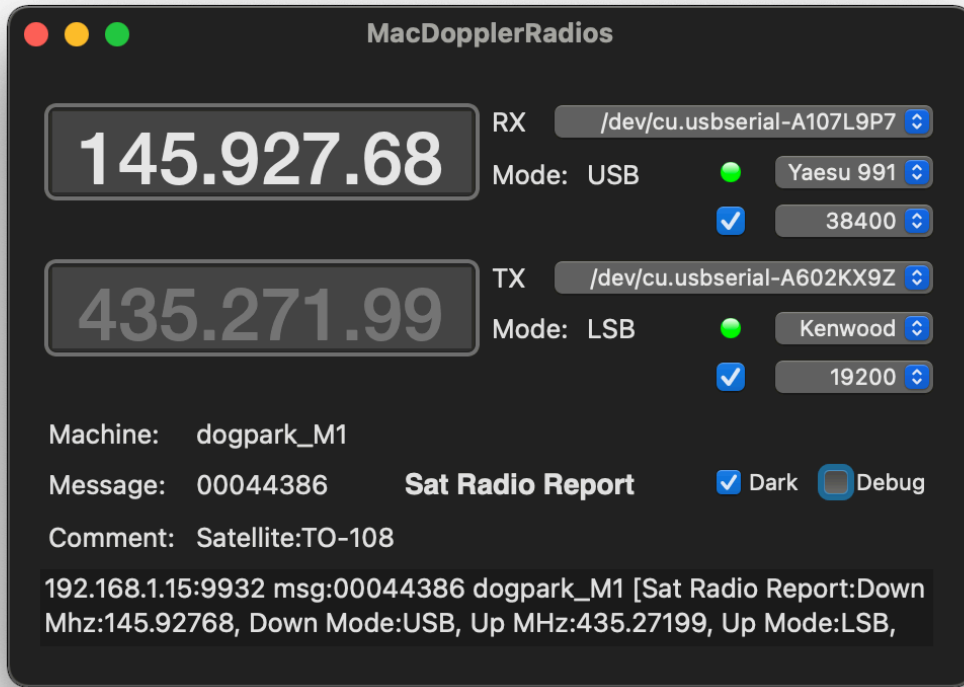 MacDopplerRadios
145.927.68
RX /dev/cu.usbserial-A107L9P7
Mode: USB Yaesu 991
38400
435.271.99
TX /dev/cu.usbserial-A602KX9Z
Mode: LSB Kenwood
19200
Machine: dogpark_M1
Message: 00044386 Sat Radio Report Dark Debug
Comment: Satellite:TO-108
192.168.1.15:9932 msg:00044386 dogpark_M1 [Sat Radio Report:Down
Mhz:145.92768, Down Mode:USB, Up MHz:435.27199, Up Mode:LSB,